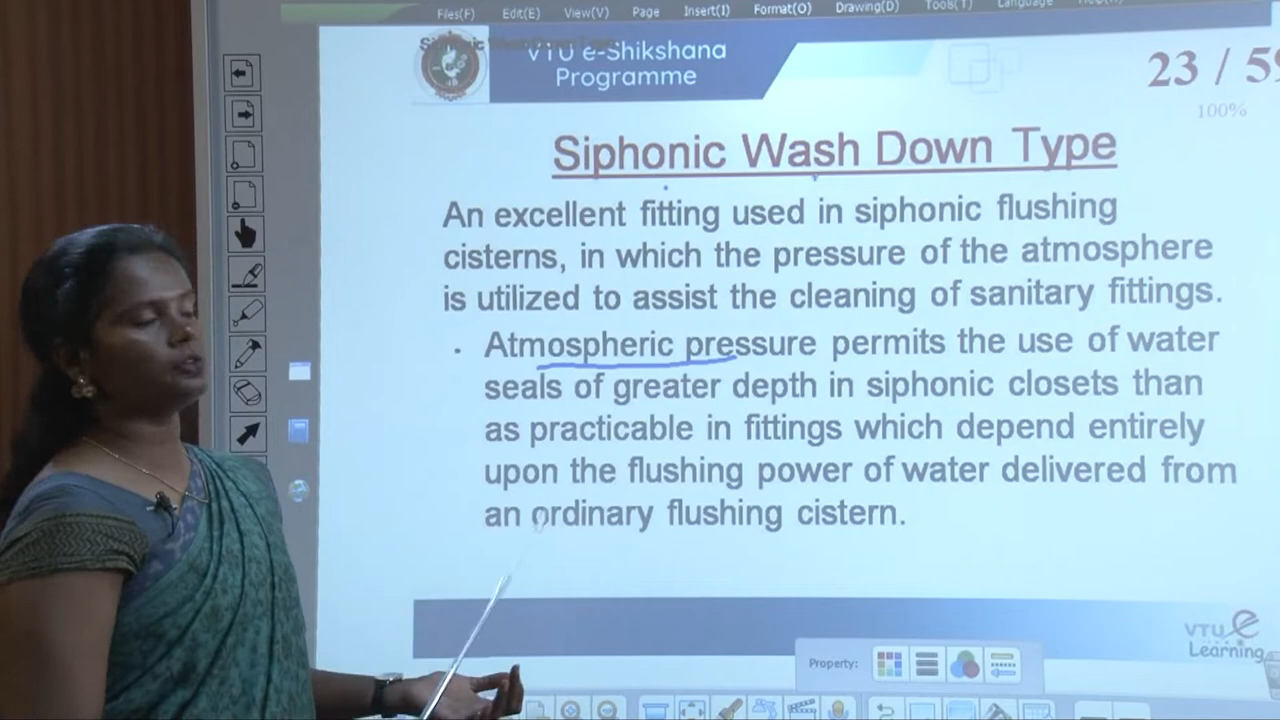 Files(F) Edit(E) View(V) Page Insert(I) Format(O) Drawing(D) Tools(T) Language
VTU e-Shikshana
Programme
23 / 59
100%
Siphonic Wash Down Type
An excellent fitting used in siphonic flushing
cisterns, in which the pressure of the atmosphere
is utilized to assist the cleaning of sanitary fittings.
· Atmospheric pressure permits the use of water
seals of greater depth in siphonic closets than
as practicable in fittings which depend entirely
upon the flushing power of water delivered from
an ordinary flushing cistern.
VTU e
Learning
Property: